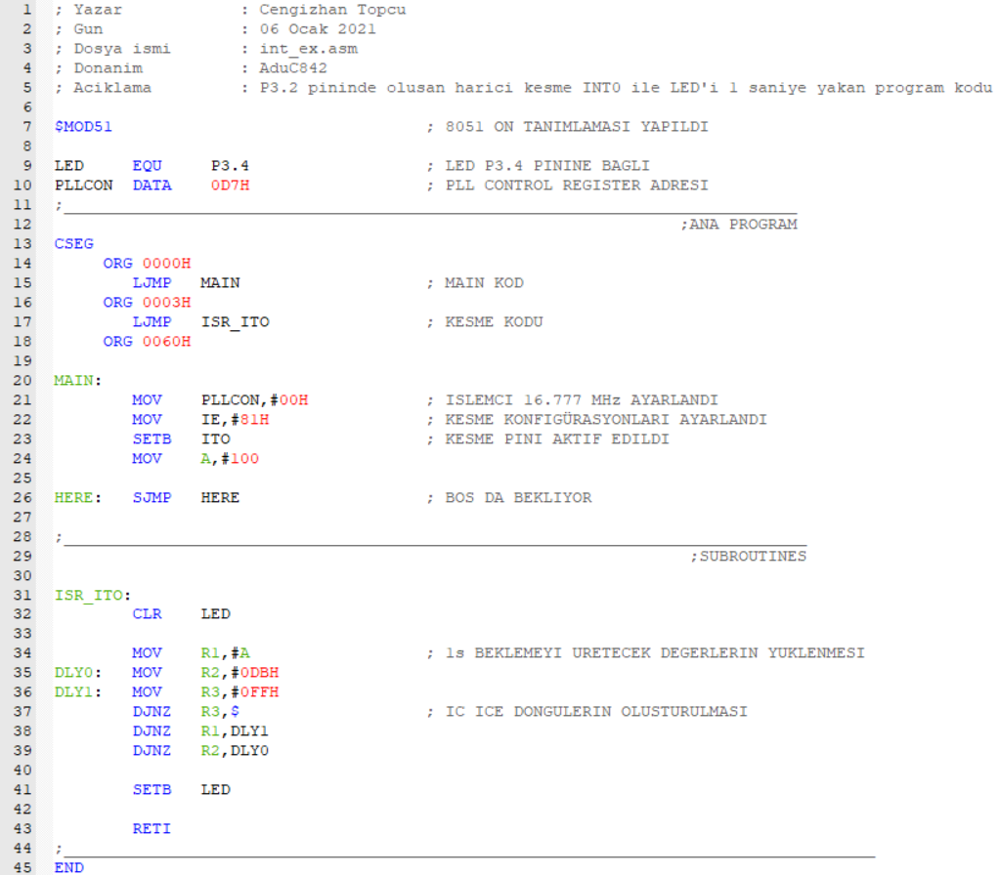 1 ; Yazar : Cengizhan Topcu
2 ; Gun : 06 Ocak 2021
3 ; Dosya ismi : int_ex.asm
4 ; Donanim : AduC842
5 ; Aciklama : P3.2 pininde olusan harici kesme INT0 ile LED'i 1 saniye yakan program kodu
6
7 $MOD51 ; 8051 ON TANIMLAMASI YAPILDI
8
9 LED EQU P3.4 ; LED P3.4 PININE BAGLI
10 PLLCON DATA 0D7H ; PLL CONTROL REGISTER ADRESI
11 ;
12 ;ANA PROGRAM
13 CSEG
14 ORG 0000H
15 LJMP MAIN ; MAIN KOD
16 ORG 0003H
17 LJMP ISR_ITO ; KESME KODU
18 ORG 0060H
19
20 MAIN:
21 MOV PLLCON,#00H ; ISLEMCI 16.777 MHz AYARLANDI
22 MOV IE,#81H ; KESME KONFIGÜRASYONLARI AYARLANDI
23 SETB ITO ; KESME PINI AKTIF EDILDI
24 MOV A,#100
25
26 HERE: SJMP HERE ; BOS DA BEKLIYOR
27
28 ;
29 ;SUBROUTINES
30
31 ISR_ITO:
32 CLR LED
33
34 MOV R1,#A ; 1s BEKLEMEYI URETECEK DEGERLERIN YUKLENMESI
35 DLY0: MOV R2,#0DBH
36 DLY1: MOV R3,#0FFH
37 DJNZ R3,$ ; IC ICE DONGULERIN OLUSTURULMASI
38 DJNZ R1,DLY1
39 DJNZ R2,DLY0
40
41 SETB LED
42
43 RETI
44 ;
45 END